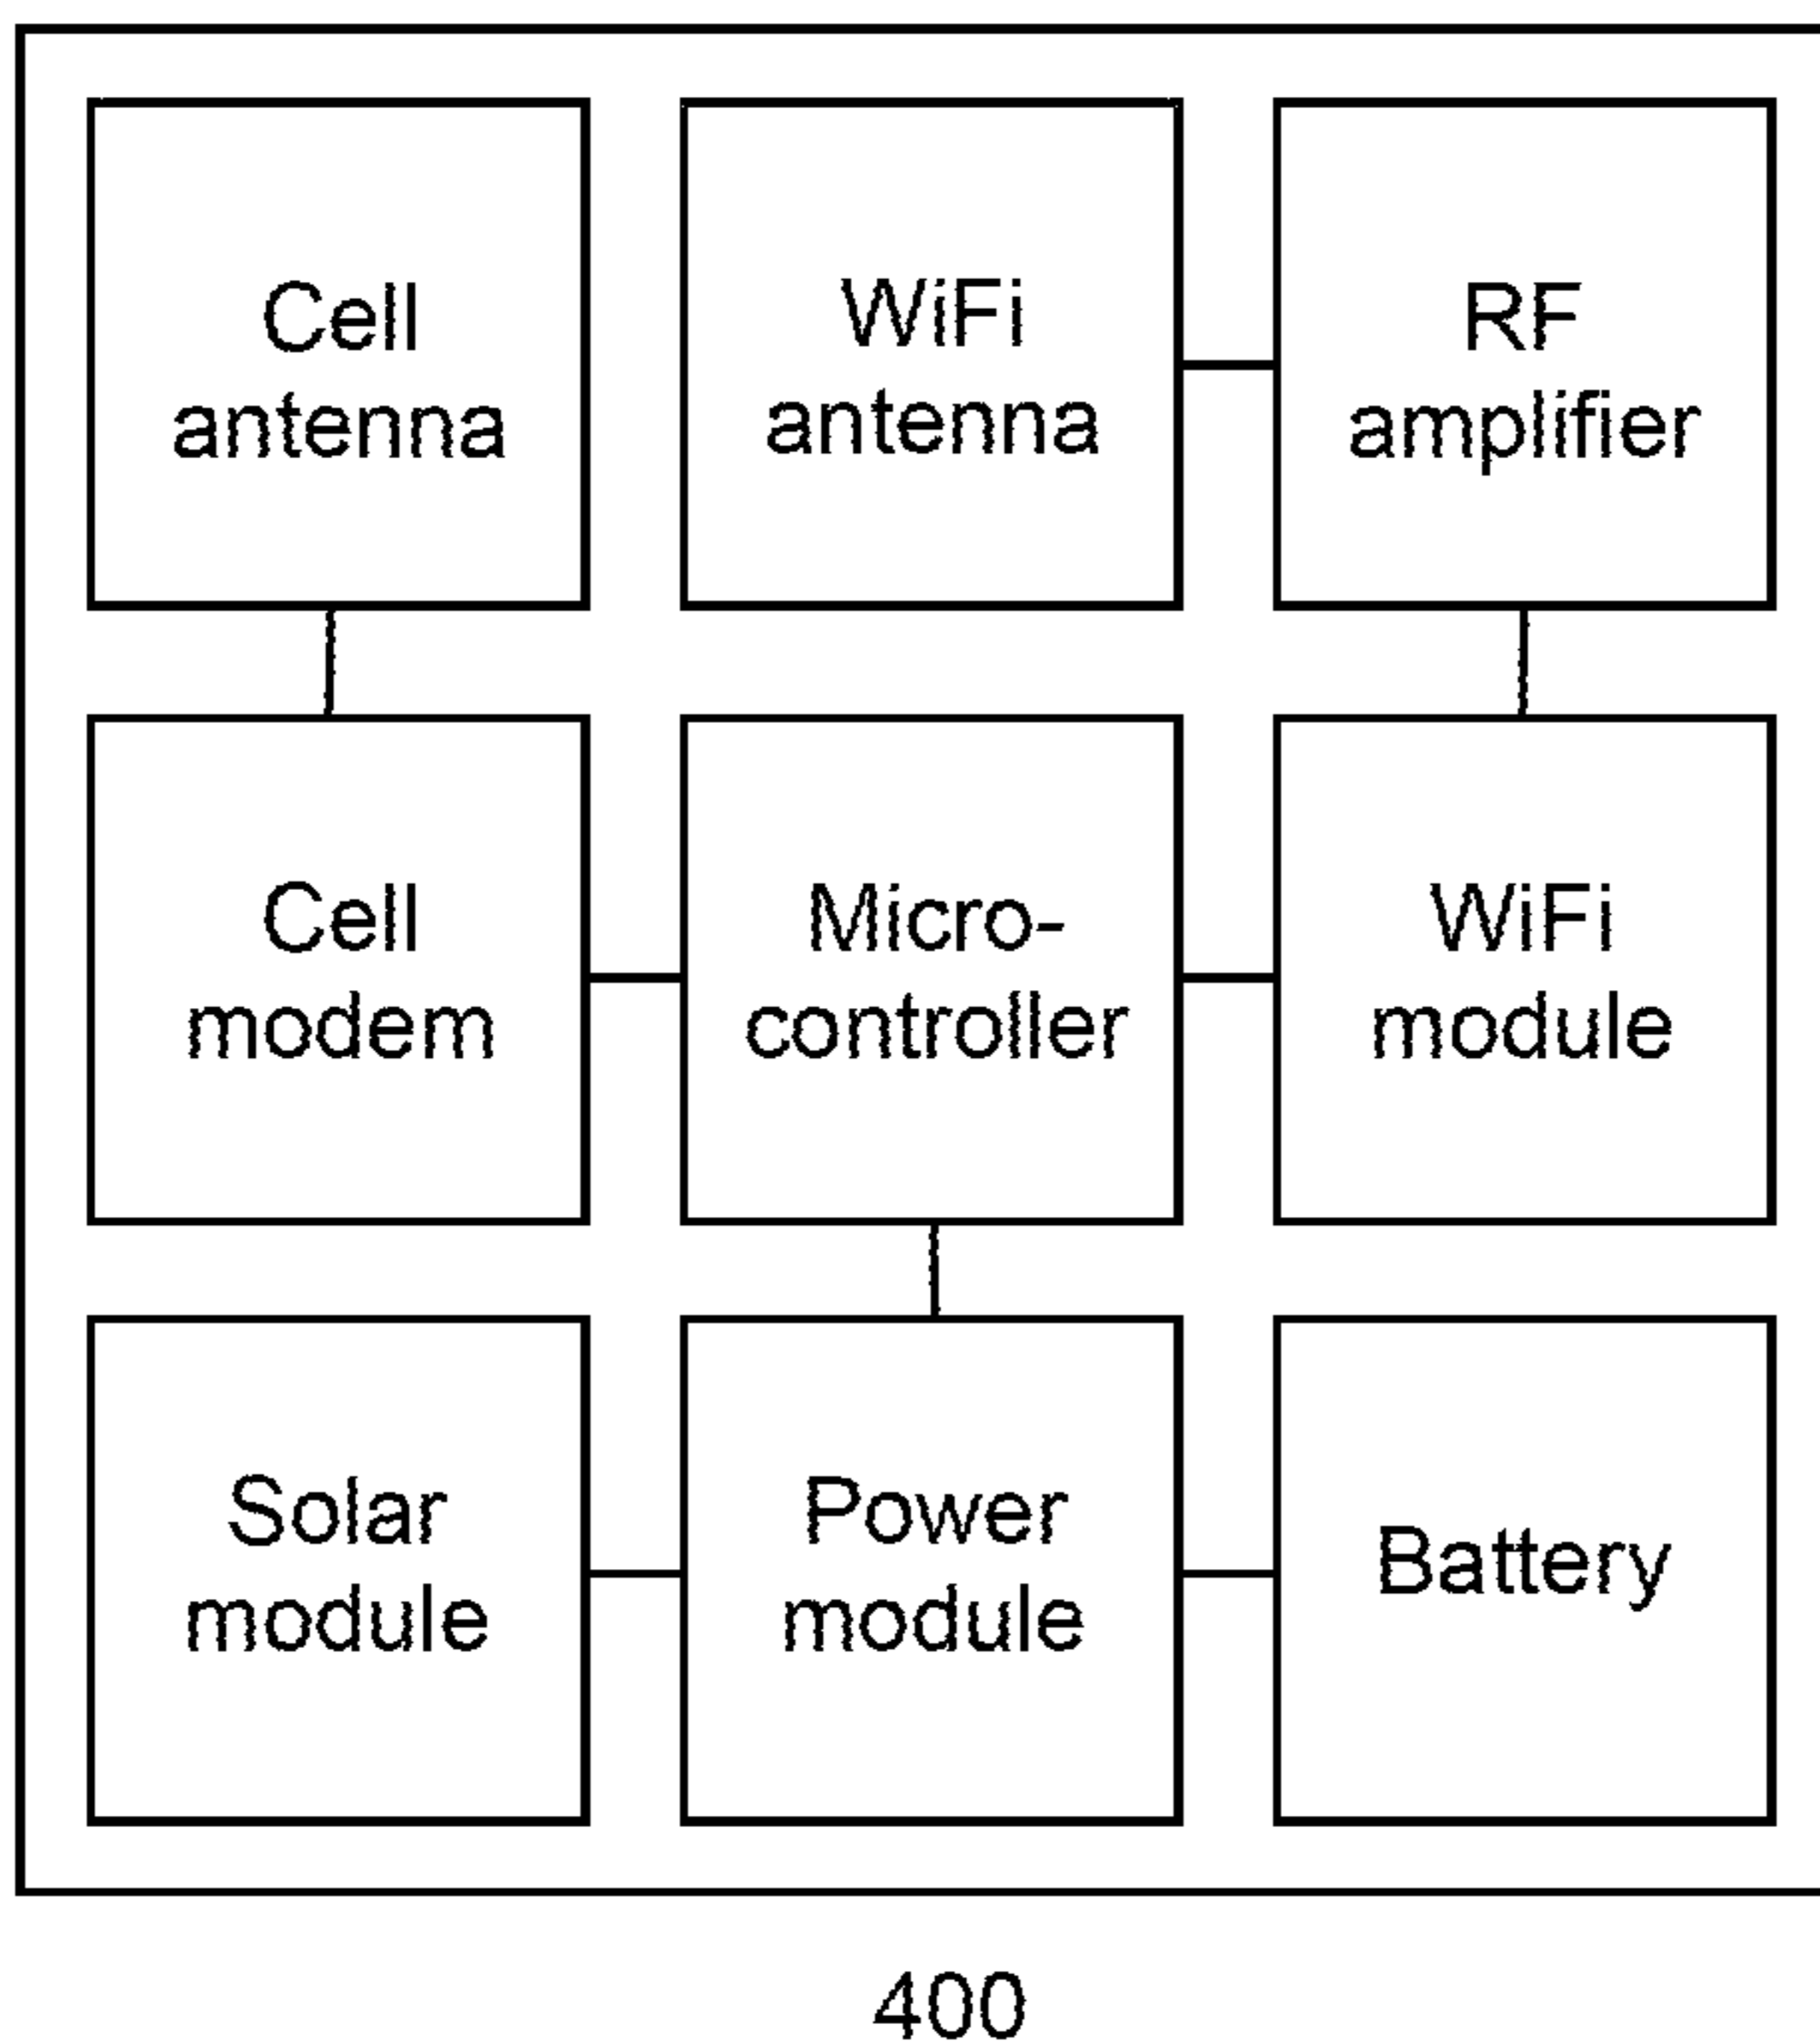 Cell
antenna
WiFi
antenna
RF
amplifier
Cell
modem
Micro-
controller
WiFi
module
Solar
module
Power
module
Battery
400